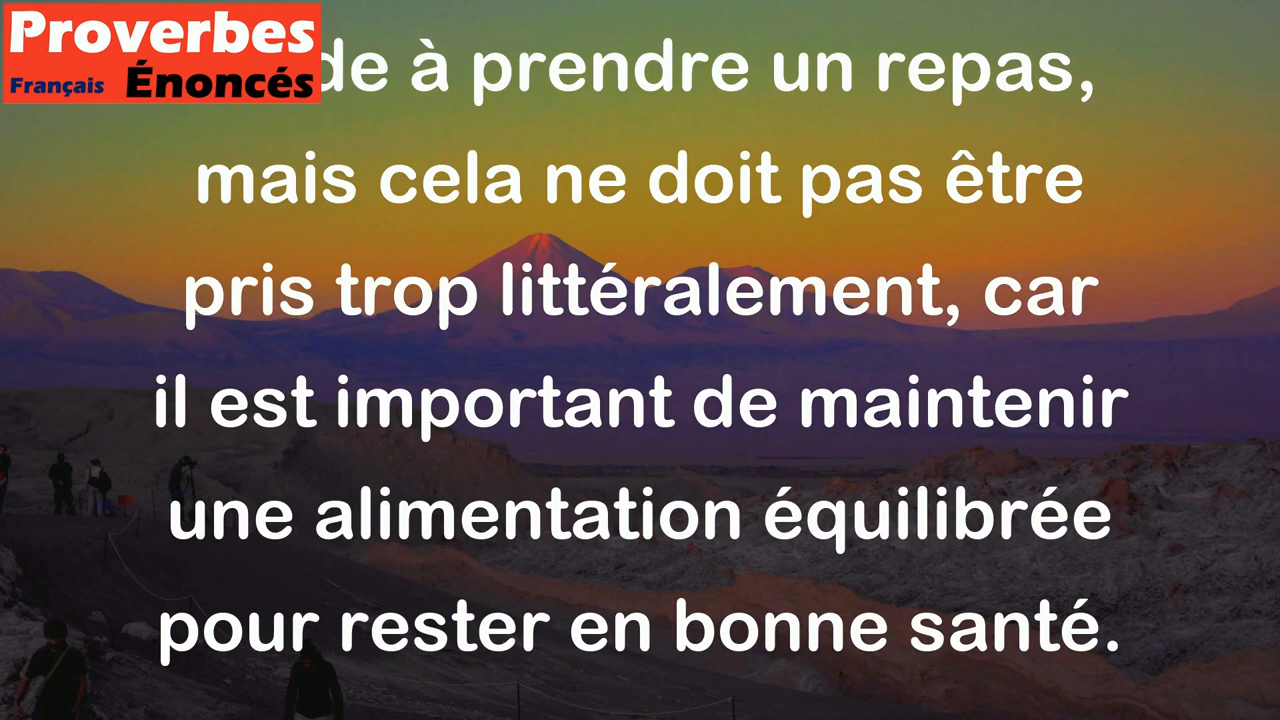 Proverbes
Français Énoncés
de à prendre un repas,
mais cela ne doit pas être
pris trop littéralement, car
il est important de maintenir
une alimentation équilibrée
pour rester en bonne santé.